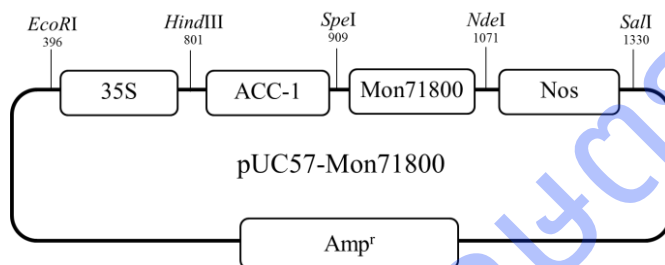 EcoRI HindIII SpeI NdeI SalI
396 801 909 1071 1330
35S ACC-1 Mon71800 Nos
pUC57-Mon71800
Ampʳ